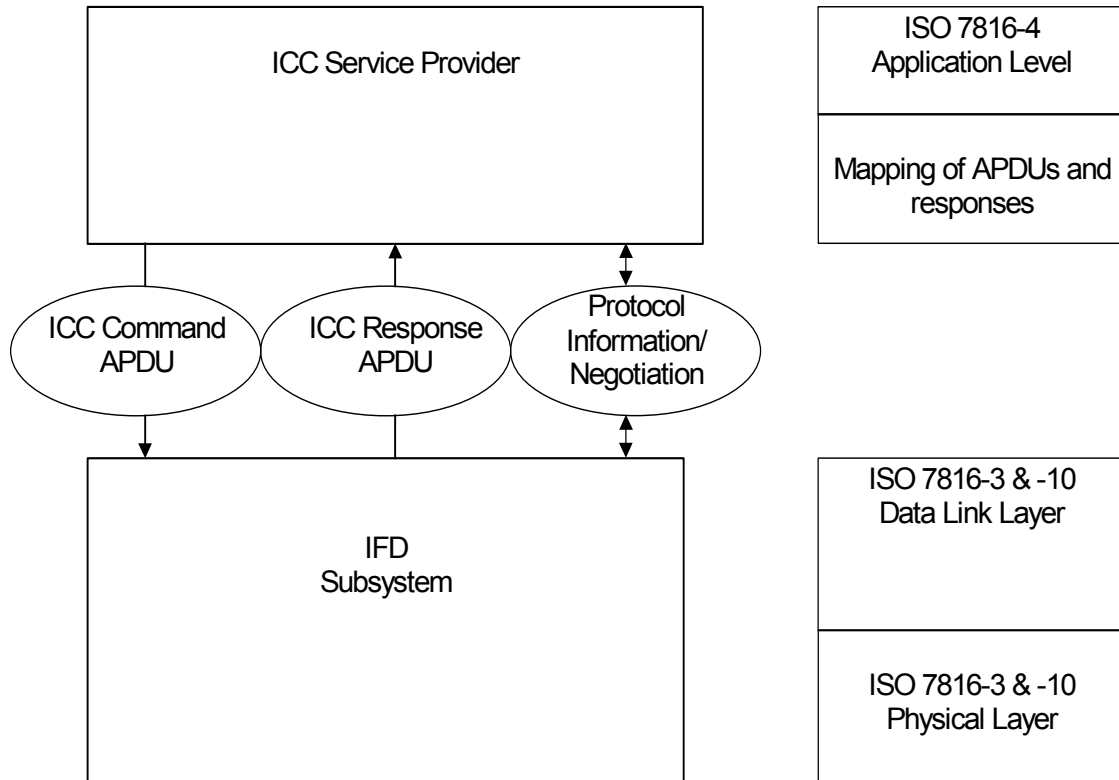 ICC Service Provider
ISO 7816-4
Application Level
Mapping of APDUs and
responses
ICC Command
APDU
ICC Response
APDU
Protocol
Information/
Negotiation
IFD
Subsystem
ISO 7816-3 & -10
Data Link Layer
ISO 7816-3 & -10
Physical Layer